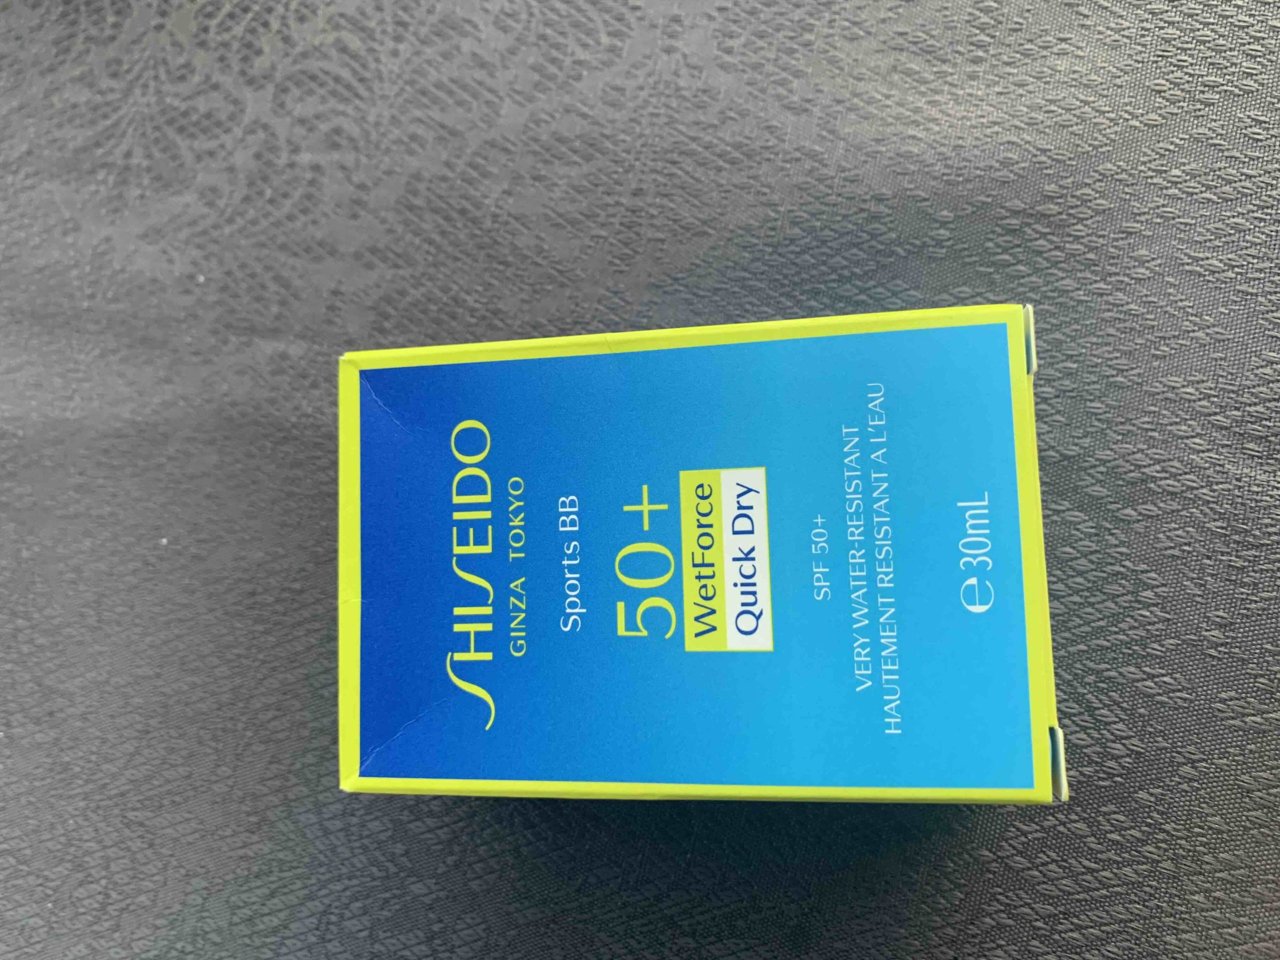 SHISEIDO
GINZA TOKYO
Sports BB
50+
WetForce
Quick Dry
SPF 50+
VERY WATER-RESISTANT
HAUTEMENT RESISTANT A L'EAU
℮ 30mL